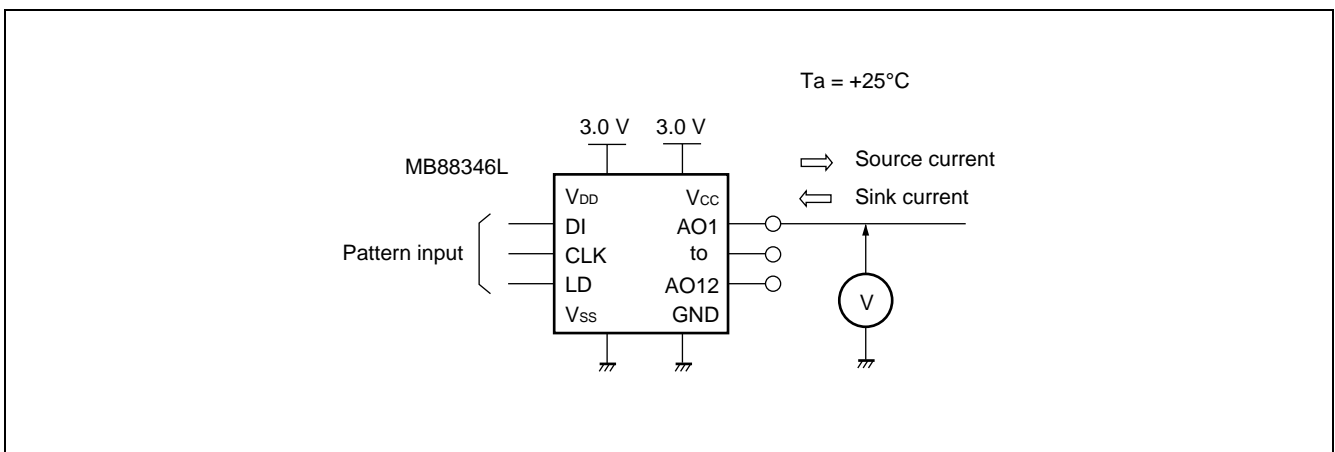 Ta = +25°C
3.0 V 3.0 V
MB88346L
Source current
Sink current
VDD VCC
DI AO1
Pattern input CLK to
LD AO12
VSS GND
V